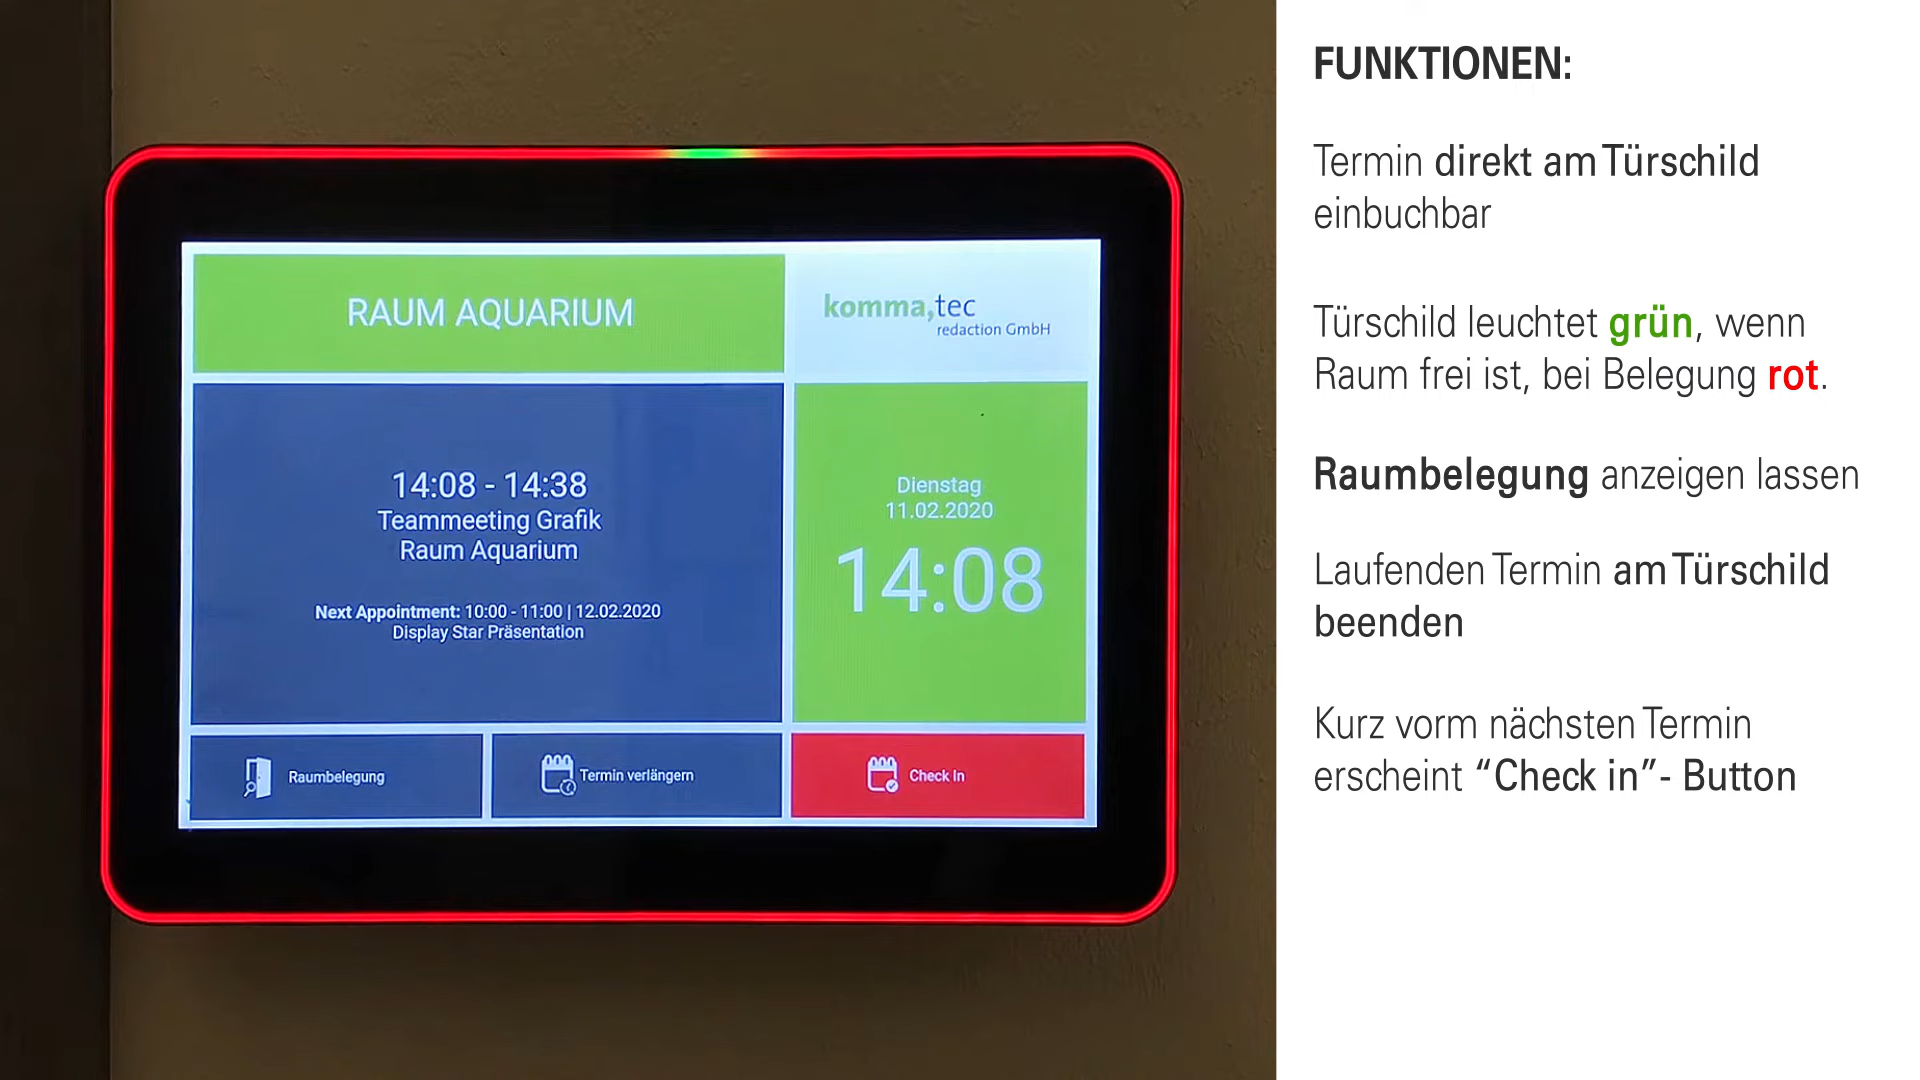 RAUM AQUARIUM
komma,tec
redaction GmbH
14:08 - 14:38
Teammeeting Grafik
Raum Aquarium
Next Appointment: 10:00 - 11:00 | 12.02.2020
Display Star Präsentation
Dienstag
11.02.2020
14:08
Raumbelegung
Termin verlängern
Check In
FUNKTIONEN:
Termin direkt am Türschild
einbuchbar
Türschild leuchtet grün, wenn
Raum frei ist, bei Belegung rot.
Raumbelegung anzeigen lassen
Laufenden Termin am Türschild
beenden
Kurz vorm nächsten Termin
erscheint “Check in”- Button